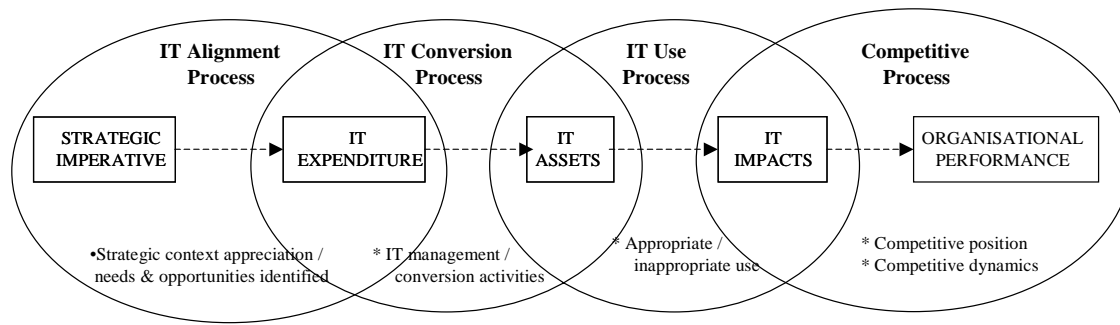 IT Alignment
Process
IT Conversion
Process
IT Use
Process
Competitive
Process
STRATEGIC
IMPERATIVE
IT
EXPENDITURE
IT
ASSETS
IT
IMPACTS
ORGANISATIONAL
PERFORMANCE
•Strategic context appreciation /
needs & opportunities identified
* IT management /
conversion activities
* Appropriate /
inappropriate use
* Competitive position
* Competitive dynamics